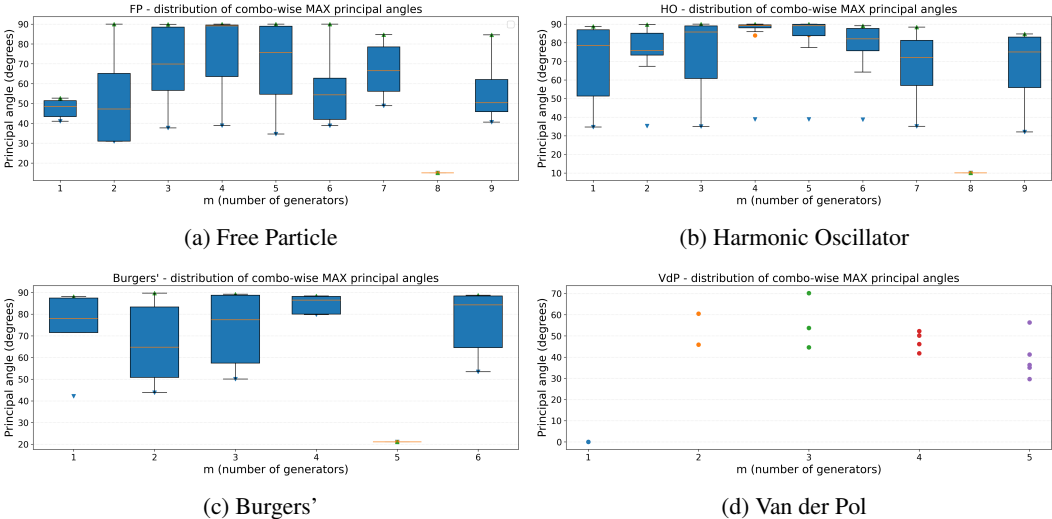 FP - distribution of combo-wise MAX principal angles
Principal angle (degrees)
90
80
70
60
50
40
30
20
1 2 3 4 5 6 7 8 9
m (number of generators)
(a) Free Particle
HO - distribution of combo-wise MAX principal angles
Principal angle (degrees)
90
80
70
60
50
40
30
20
10
1 2 3 4 5 6 7 8 9
m (number of generators)
(b) Harmonic Oscillator
Burgers' - distribution of combo-wise MAX principal angles
Principal angle (degrees)
90
80
70
60
50
40
30
20
1 2 3 4 5 6
m (number of generators)
(c) Burgers’
VdP - distribution of combo-wise MAX principal angles
Principal angle (degrees)
70
60
50
40
30
20
10
0
1 2 3 4 5
m (number of generators)
(d) Van der Pol